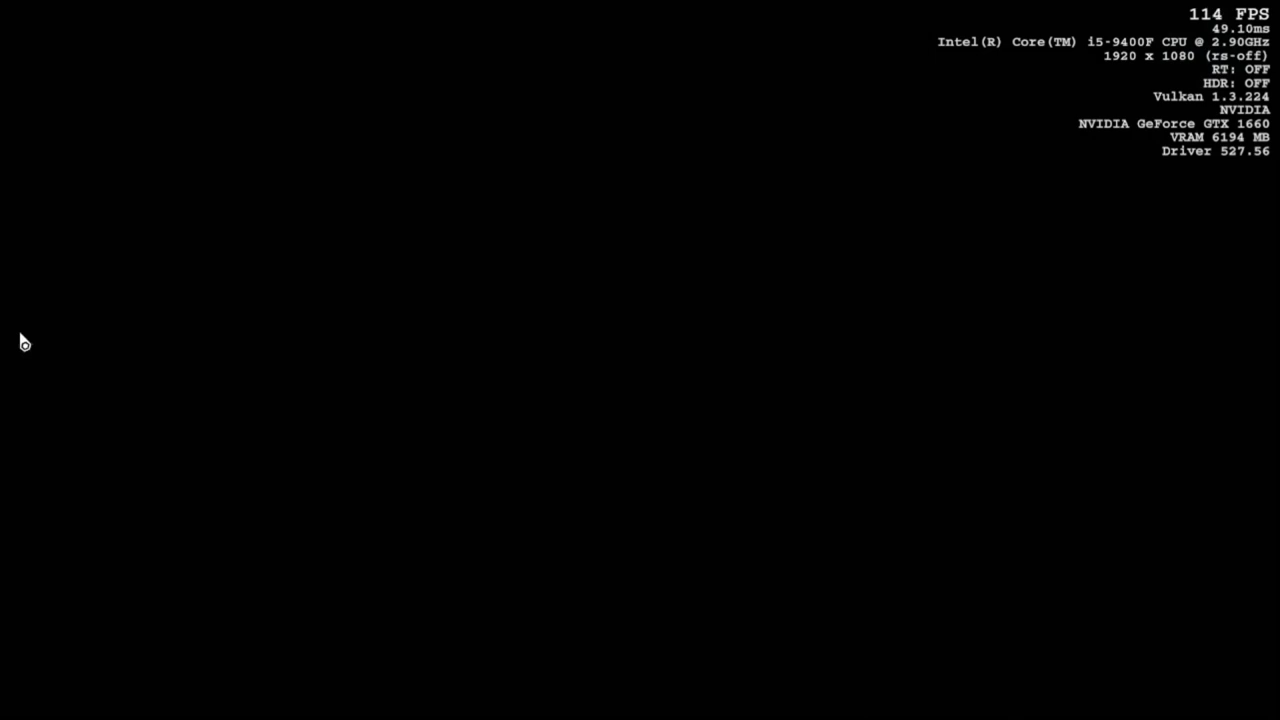 114 FPS
49.10ms
Intel(R) Core(TM) i5-9400F CPU @ 2.90GHz
1920 x 1080 (rs-off)
RT: OFF
HDR: OFF
Vulkan 1.3.224
NVIDIA
NVIDIA GeForce GTX 1660
VRAM 6194 MB
Driver 527.56